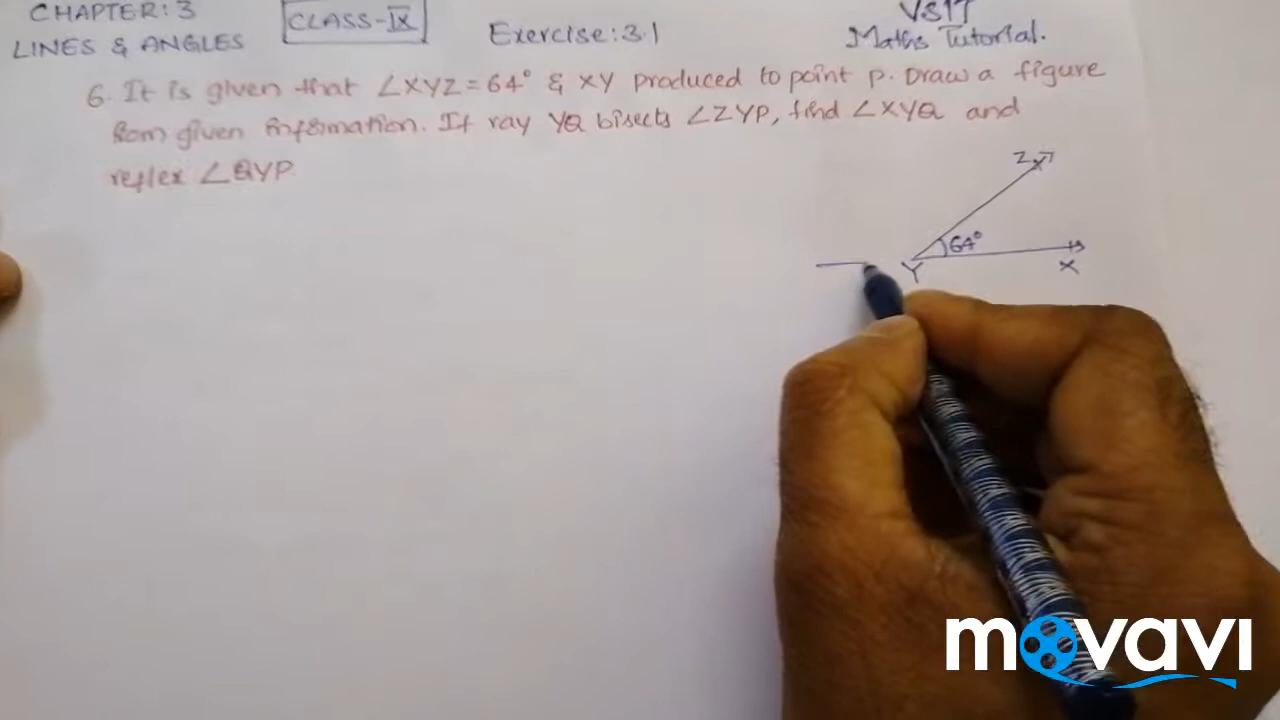 CHAPTER: 3
LINES & ANGLES
CLASS-IX
Exercise: 3.1
VSIT
Maths Tutorial.
6. It is given that ∠XYZ = 64° & XY produced to point P. Draw a figure
from given information. If ray YQ bisects ∠ZYP, find ∠XYQ and
reflex ∠QYP
Z
64°
Y
X
movavi